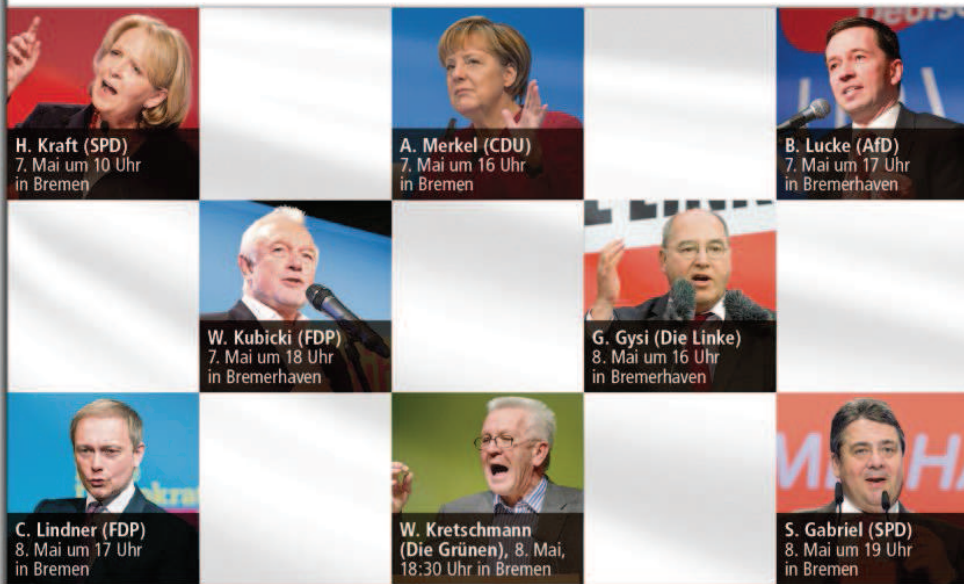 H. Kraft (SPD)
7. Mai um 10 Uhr
in Bremen
A. Merkel (CDU)
7. Mai um 16 Uhr
in Bremen
B. Lucke (AfD)
7. Mai um 17 Uhr
in Bremerhaven
W. Kubicki (FDP)
7. Mai um 18 Uhr
in Bremerhaven
G. Gysi (Die Linke)
8. Mai um 16 Uhr
in Bremerhaven
C. Lindner (FDP)
8. Mai um 17 Uhr
in Bremen
W. Kretschmann
(Die Grünen), 8. Mai,
18:30 Uhr in Bremen
S. Gabriel (SPD)
8. Mai um 19 Uhr
in Bremen